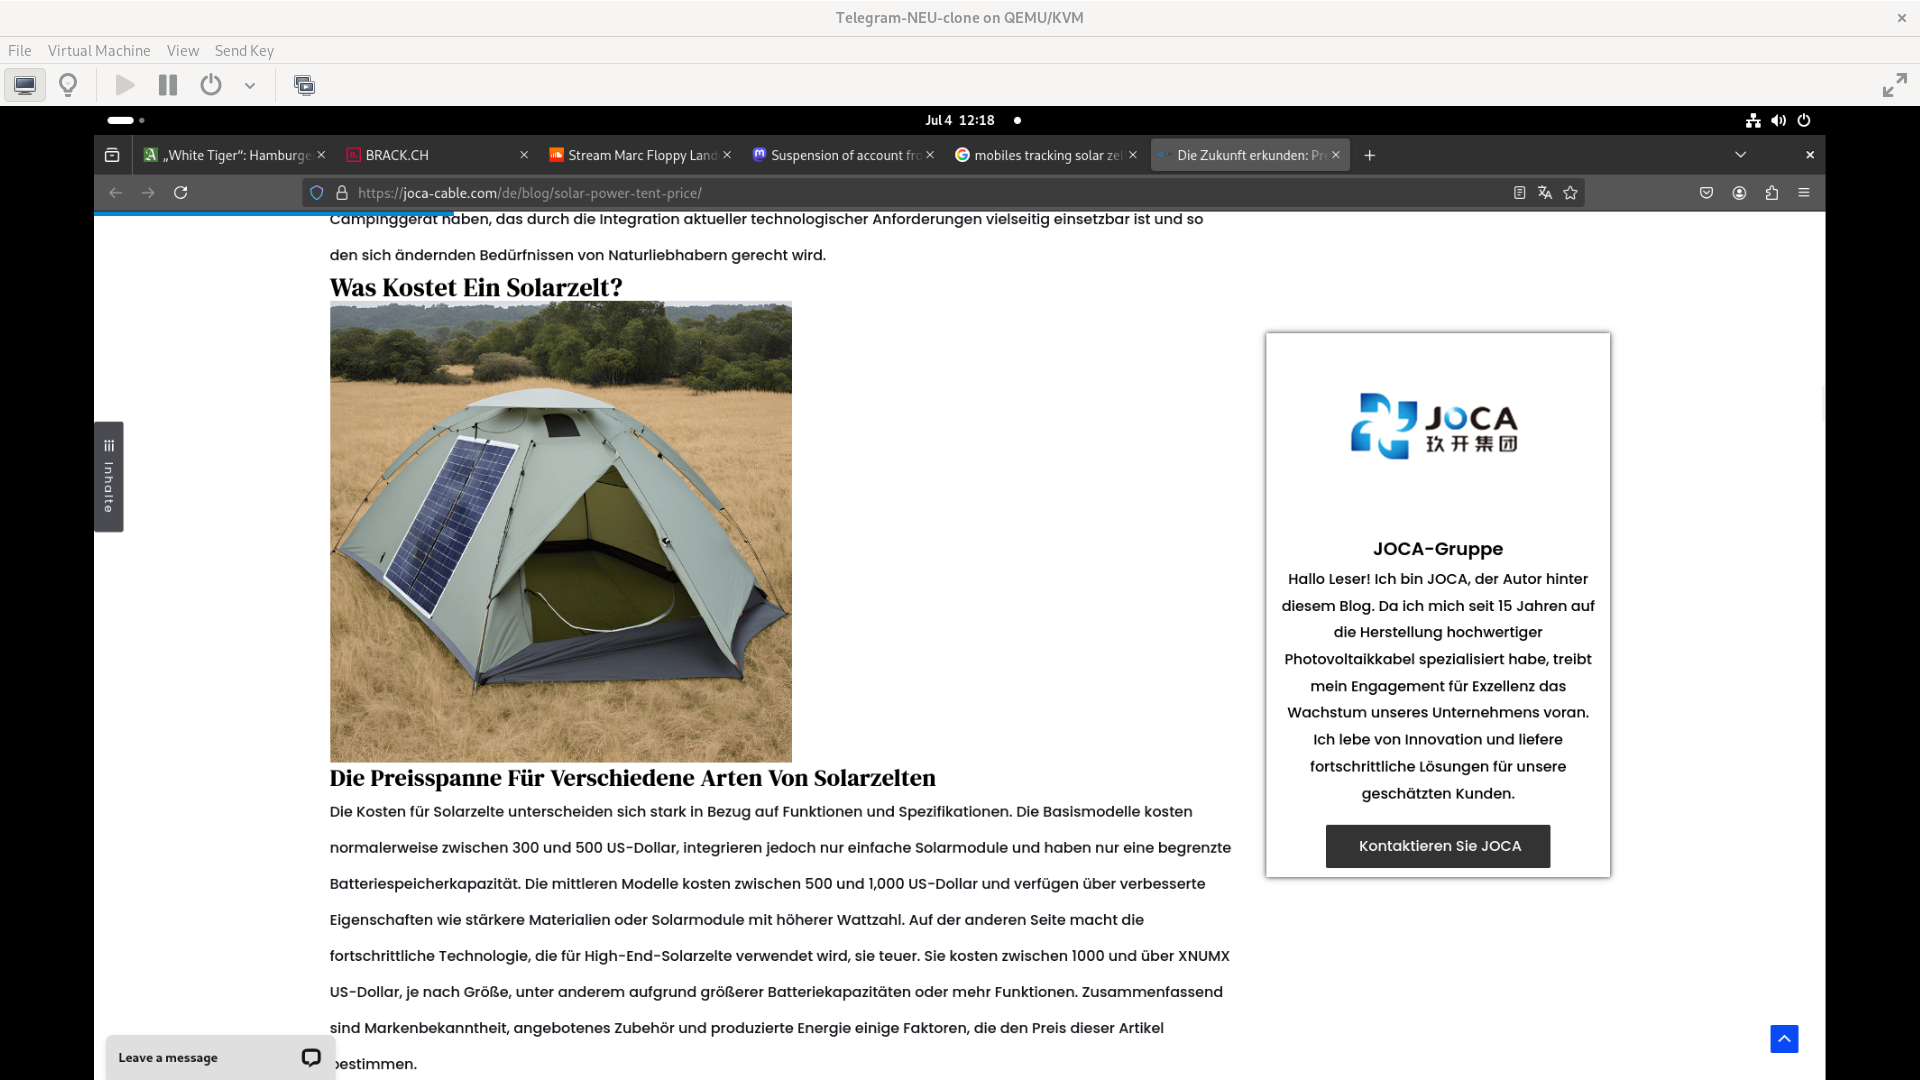 Telegram-NEU-clone on QEMU/KVM
File Virtual Machine View Send Key
Jul 4 12:18
„White Tiger“: Hamburge
BRACK.CH
Stream Marc Floppy Land
Suspension of account fro
mobiles tracking solar zel
Die Zukunft erkunden: Pre
https://joca-cable.com/de/blog/solar-power-tent-price/
Campinggerät haben, das durch die Integration aktueller technologischer Anforderungen vielseitig einsetzbar ist und so
den sich ändernden Bedürfnissen von Naturliebhabern gerecht wird.
Was Kostet Ein Solarzelt?
Inhalte
Die Preisspanne Für Verschiedene Arten Von Solarzelten
Die Kosten für Solarzelte unterscheiden sich stark in Bezug auf Funktionen und Spezifikationen. Die Basismodelle kosten
normalerweise zwischen 300 und 500 US-Dollar, integrieren jedoch nur einfache Solarmodule und haben nur eine begrenzte
Batteriespeicherkapazität. Die mittleren Modelle kosten zwischen 500 und 1,000 US-Dollar und verfügen über verbesserte
Eigenschaften wie stärkere Materialien oder Solarmodule mit höherer Wattzahl. Auf der anderen Seite macht die
fortschrittliche Technologie, die für High-End-Solarzelte verwendet wird, sie teuer. Sie kosten zwischen 1000 und über XNUMX
US-Dollar, je nach Größe, unter anderem aufgrund größerer Batteriekapazitäten oder mehr Funktionen. Zusammenfassend
sind Markenbekanntheit, angebotenes Zubehör und produzierte Energie einige Faktoren, die den Preis dieser Artikel
bestimmen.
JOCA
玖开集团
JOCA-Gruppe
Hallo Leser! Ich bin JOCA, der Autor hinter
diesem Blog. Da ich mich seit 15 Jahren auf
die Herstellung hochwertiger
Photovoltaikkabel spezialisiert habe, treibt
mein Engagement für Exzellenz das
Wachstum unseres Unternehmens voran.
Ich lebe von Innovation und liefere
fortschrittliche Lösungen für unsere
geschätzten Kunden.
Kontaktieren Sie JOCA
Leave a message